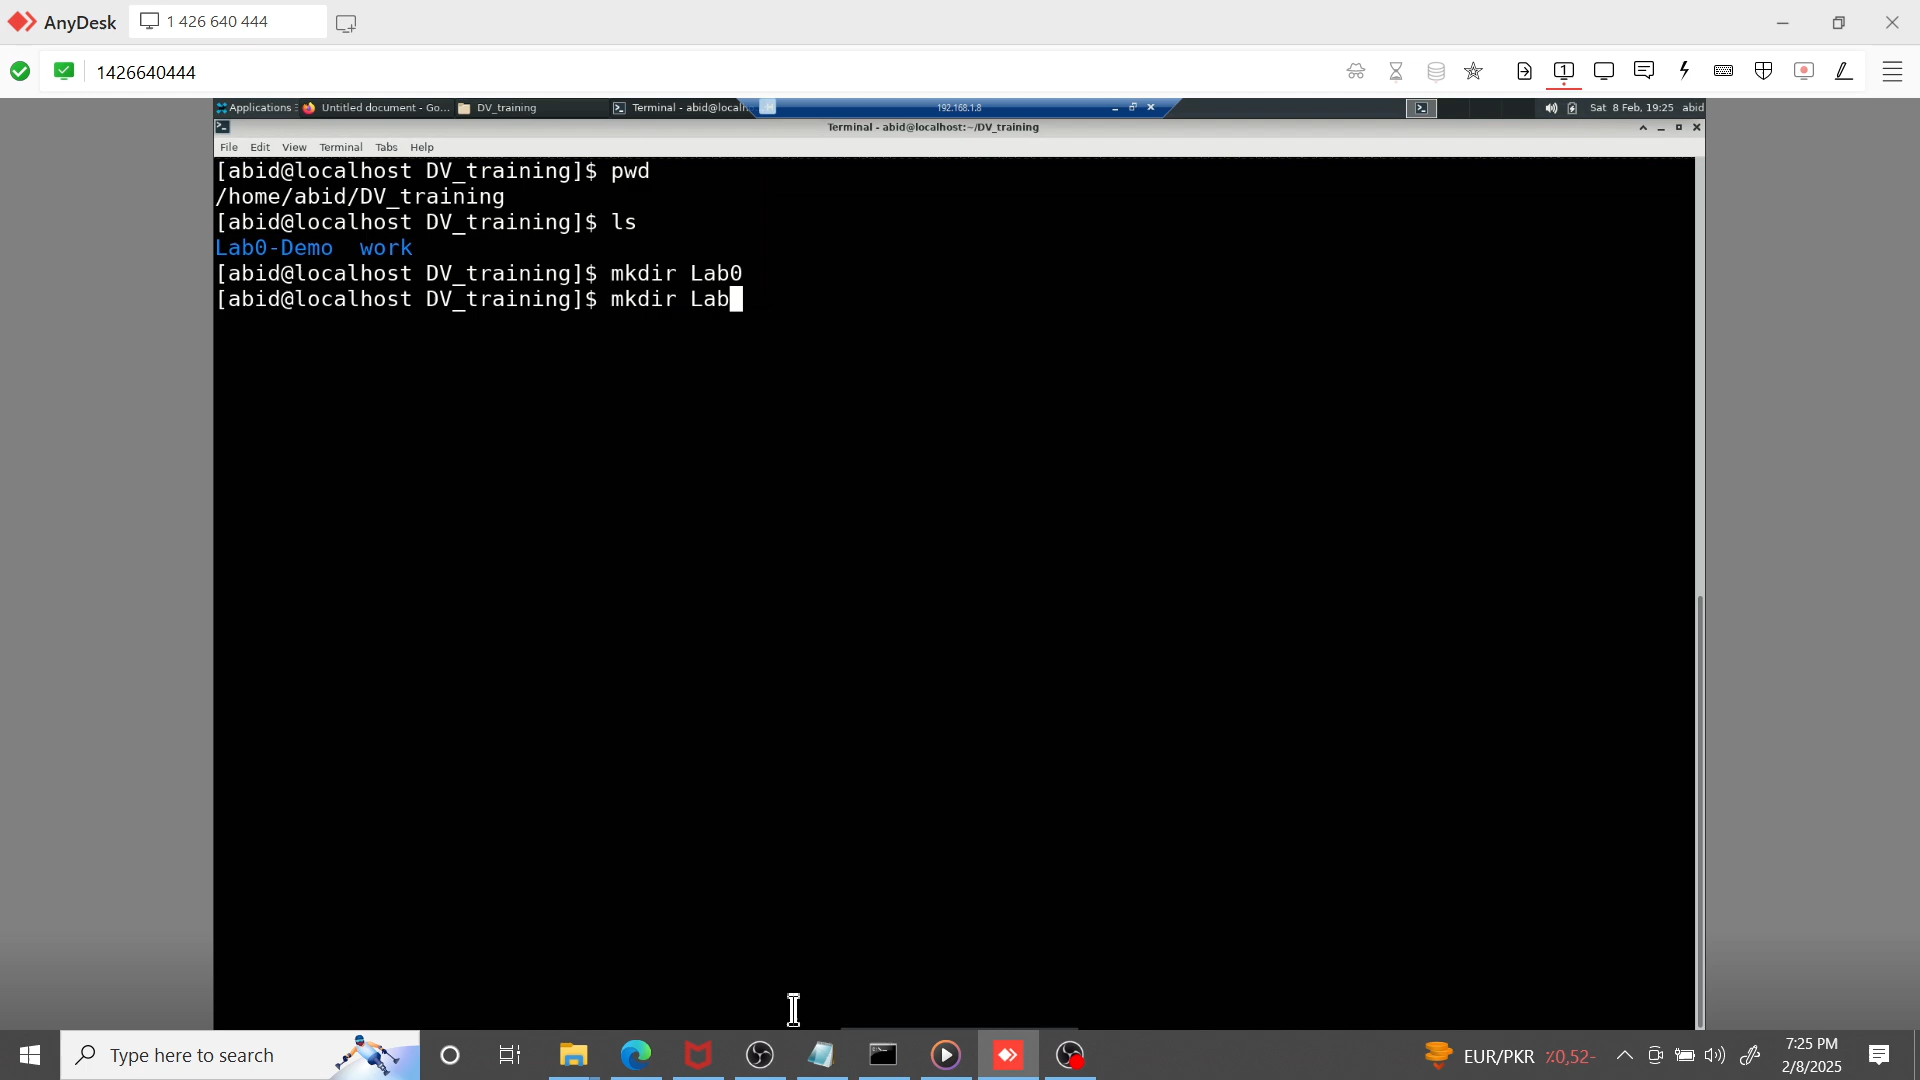 AnyDesk
1 426 640 444
1426640444
Applications
Untitled document - Go...
DV_training
Terminal - abid@localh
192.168.1.8
Sat 8 Feb, 19:25 abid
Terminal - abid@localhost:~/DV_training
File Edit View Terminal Tabs Help
[abid@localhost DV_training]$ pwd
/home/abid/DV_training
[abid@localhost DV_training]$ ls
Lab0-Demo work
[abid@localhost DV_training]$ mkdir Lab0
[abid@localhost DV_training]$ mkdir Lab
Type here to search
EUR/PKR ٪0,52-
7:25 PM
2/8/2025